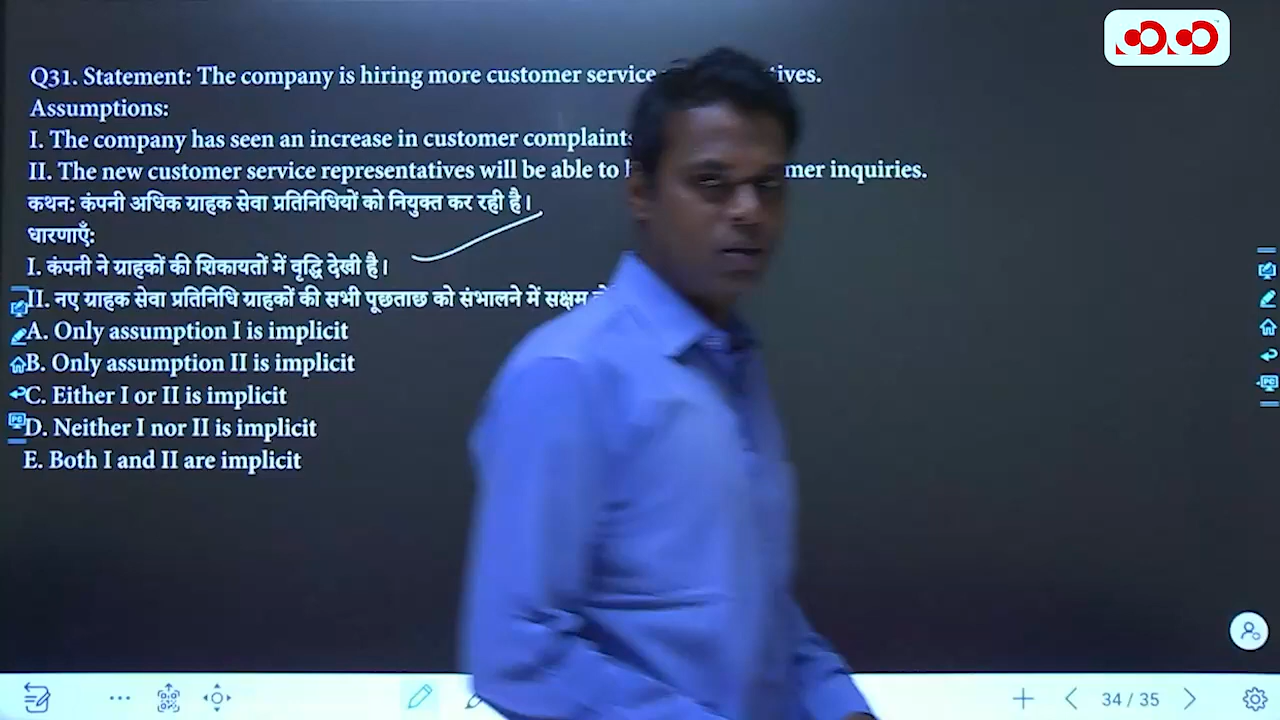 Q31. Statement: The company is hiring more customer service
Assumptions:
I. The company has seen an increase in customer complaints
II. The new customer service representatives will be able to inquiries.
कथन: कंपनी अधिक ग्राहक सेवा प्रतिनिधियों को नियुक्त कर रही है।
धारणाएँ:
I. कंपनी ने ग्राहकों की शिकायतों में वृद्धि देखी है।
II. नए ग्राहक सेवा प्रतिनिधि ग्राहकों की सभी पूछताछ को संभालने में सक्षम
A. Only assumption I is implicit
B. Only assumption II is implicit
C. Either I or II is implicit
D. Neither I nor II is implicit
E. Both I and II are implicit
34 / 35